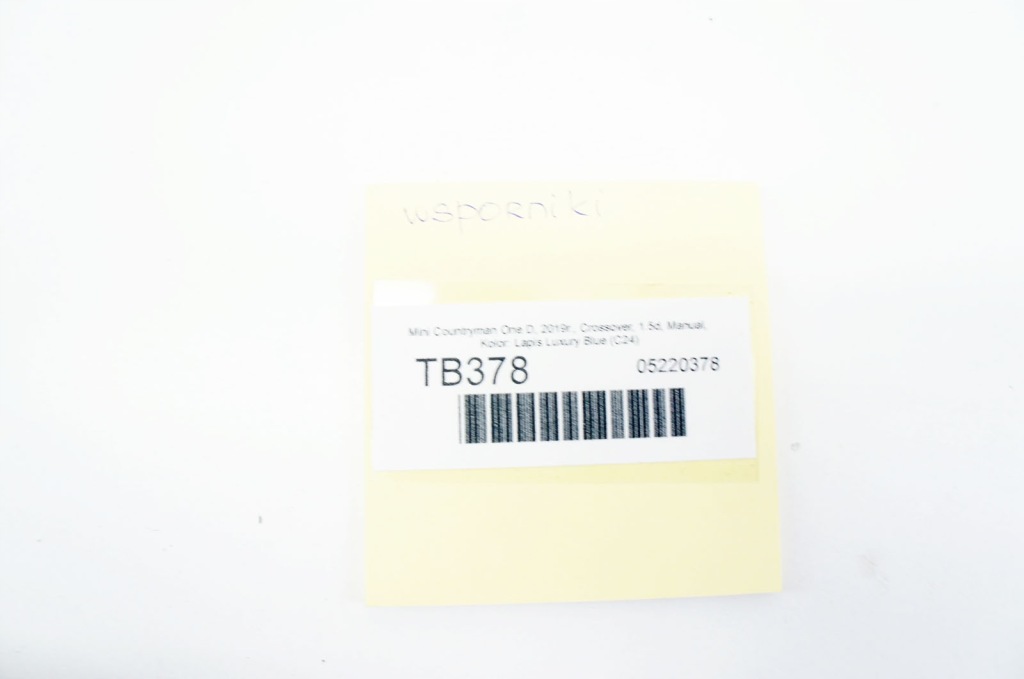 wsporniki
Mini Countryman One D, 2019r., Crossover, 1.5d, Manual,
Kolor: Lapis Luxury Blue (C24)
TB378 05220378